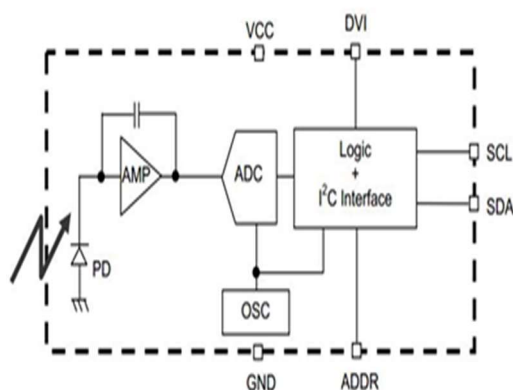 VCC
DVI
AMP
ADC
Logic
+
I²C Interface
SCL
SDA
PD
OSC
GND
ADDR